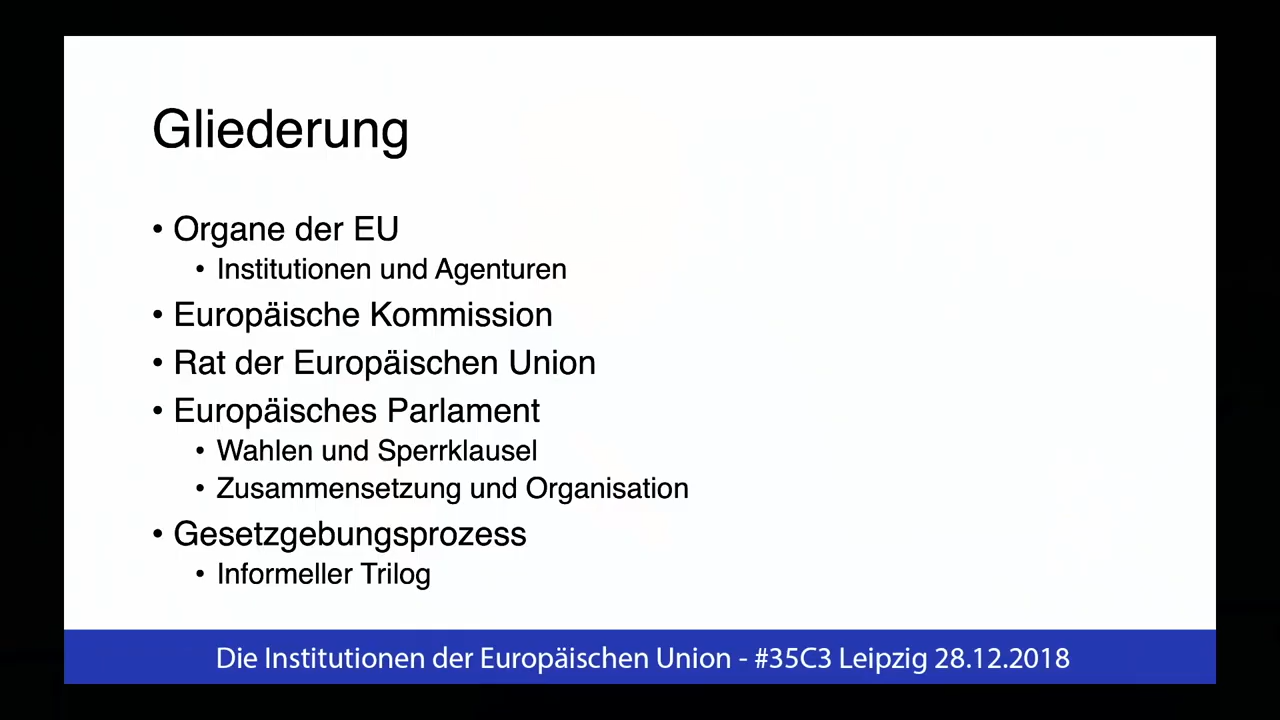 Gliederung
• Organe der EU
• Institutionen und Agenturen
• Europäische Kommission
• Rat der Europäischen Union
• Europäisches Parlament
• Wahlen und Sperrklausel
• Zusammensetzung und Organisation
• Gesetzgebungsprozess
• Informeller Trilog
Die Institutionen der Europäischen Union - #35C3 Leipzig 28.12.2018